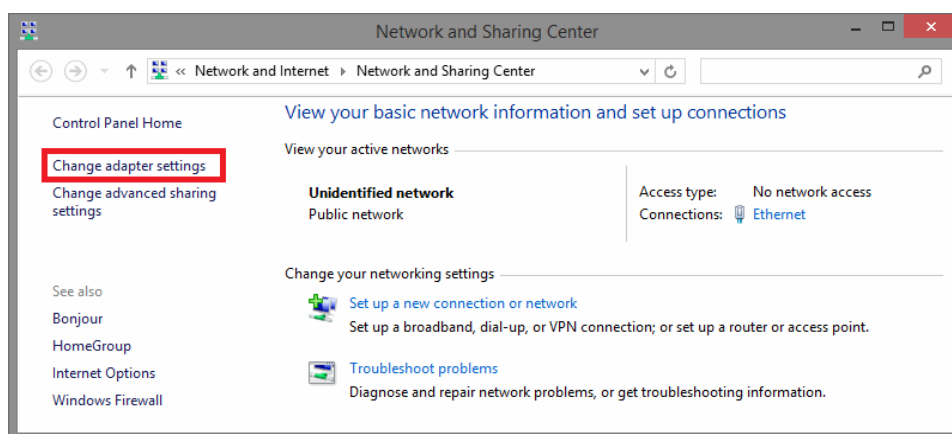 Network and Sharing Center
« Network and Internet Network and Sharing Center
Control Panel Home
Change adapter settings
Change advanced sharing
settings
See also
Bonjour
HomeGroup
Internet Options
Windows Firewall
View your basic network information and set up connections
View your active networks
Unidentified network
Public network
Access type: No network access
Connections: Ethernet
Change your networking settings
Set up a new connection or network
Set up a broadband, dial-up, or VPN connection; or set up a router or access point.
Troubleshoot problems
Diagnose and repair network problems, or get troubleshooting information.